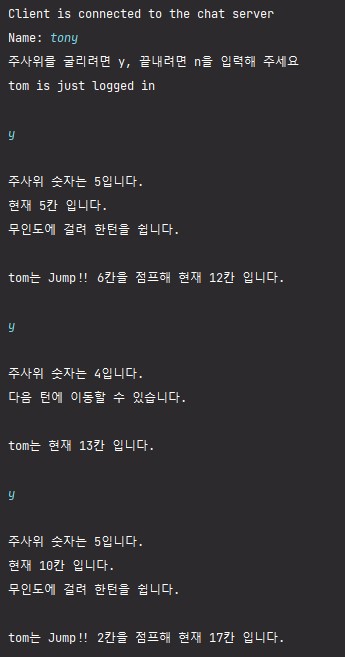 Client is connected to the chat server
Name: tony
주사위를 굴리려면 y, 끝내려면 n을 입력해 주세요
tom is just logged in
y
주사위 숫자는 5입니다.
현재 5칸 입니다.
무인도에 걸려 한턴을 쉽니다.
tom는 Jump!! 6칸을 점프해 현재 12칸 입니다.
y
주사위 숫자는 4입니다.
다음 턴에 이동할 수 있습니다.
tom는 현재 13칸 입니다.
y
주사위 숫자는 5입니다.
현재 10칸 입니다.
무인도에 걸려 한턴을 쉽니다.
tom는 Jump!! 2칸을 점프해 현재 17칸 입니다.